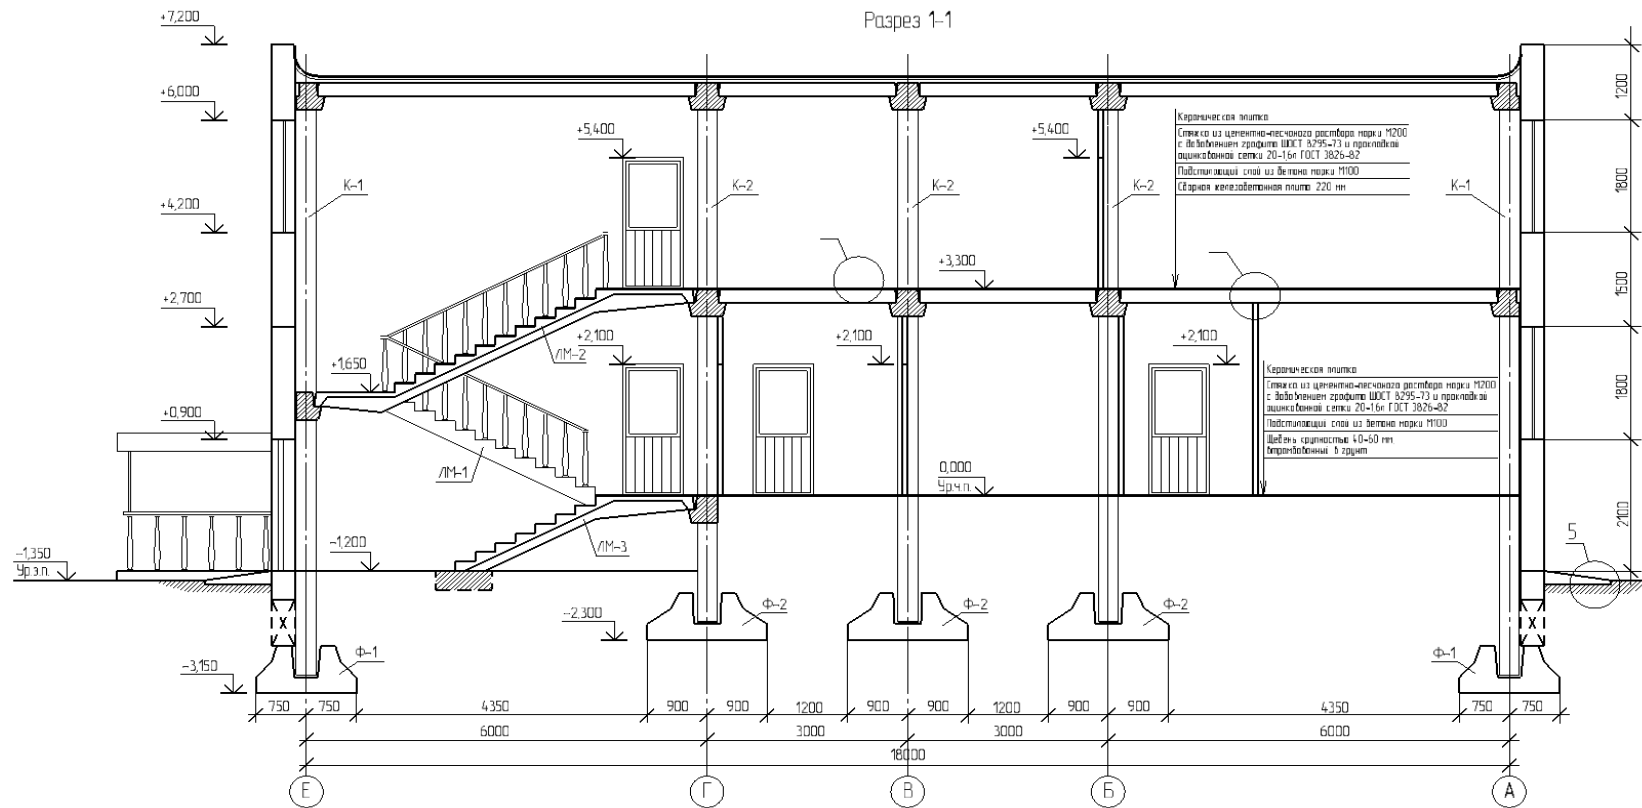 Разрез 1-1
+7,200
+6,000
+5,400
+5,400
+4,200
+3,300
+2,700
+2,100
+2,100
+2,100
+1,650
+0,900
0,000
Ур.ч.п.
-1,200
-1,350
Ур.з.п.
-2,300
-3,150
К-1
К-2
К-2
К-2
К-1
Керамическая плитка
Стяжка из цементно-песчаного раствора марки М200
с добавлением графита ШОСТ 8295-73 и прокладкой
оцинкованной сетки 20-1,6л ГОСТ 3826-82
Подстилающий слой из бетона марки М100
Сборная железобетонная плита 220 мм
Керамическая плитка
Стяжка из цементно-песчаного раствора марки М200
с добавлением графита ШОСТ 8295-73 и прокладкой
оцинкованной сетки 20-1,6л ГОСТ 3826-82
Подстилающий слой из бетона марки М100
Щебень крупностью 40-60 мм
втрамбованный в грунт
ЛМ-2
ЛМ-1
ЛМ-3
5
1200
1800
1500
1800
2100
Ф-1
Ф-2
Ф-2
Ф-2
Ф-1
750 750 4350 900 900 1200 900 900 1200 900 900 4350 750 750
6000 3000 3000 6000
18000
Е Г В Б А